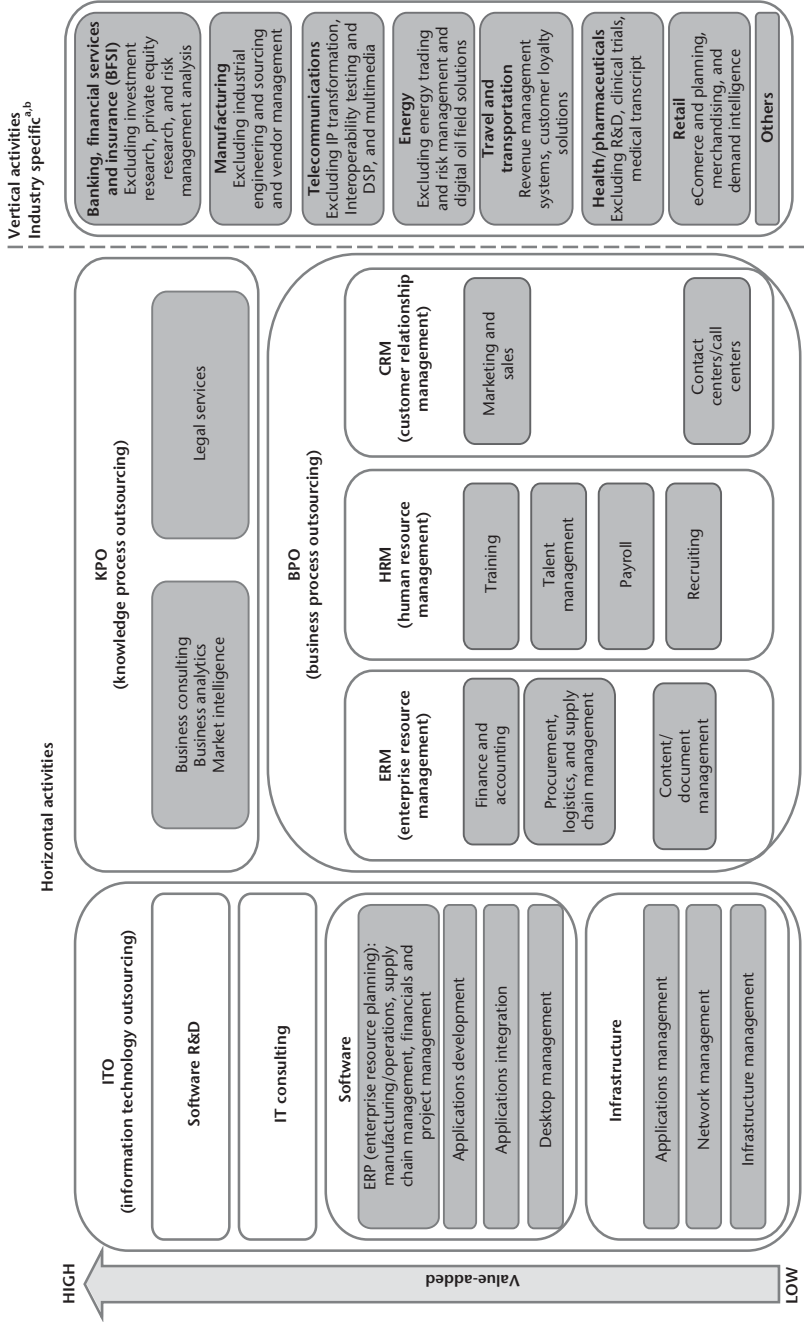 Horizontal activities
Vertical activities
Industry specific a,b
HIGH
Value-added
LOW
ITO
(information technology outsourcing)
Software R&D
IT consulting
Software
ERP (enterprise resource planning):
manufacturing/operations, supply
chain management, financials and
project management
Applications development
Applications integration
Desktop management
Infrastructure
Applications management
Network management
Infrastructure management
KPO
(knowledge process outsourcing)
Business consulting
Business analytics
Market intelligence
Legal services
BPO
(business process outsourcing)
ERM
(enterprise resource
management)
Finance and
accounting
Procurement,
logistics, and supply
chain management
Content/
document
management
HRM
(human resource
management)
Training
Talent
management
Payroll
Recruiting
CRM
(customer relationship
management)
Marketing and
sales
Contact
centers/call
centers
Banking, financial services
and insurance (BFSI)
Excluding investment
research, private equity
research, and risk
management analysis
Manufacturing
Excluding industrial
engineering and sourcing
and vendor management
Telecommunications
Excluding IP transformation,
Interoperability testing and
DSP, and multimedia
Energy
Excluding energy trading
and risk management and
digital oil field solutions
Travel and
transportation
Revenue management
systems, customer loyalty
solutions
Health/pharmaceuticals
Excluding R&D, clinical trials,
medical transcript
Retail
eComerce and planning,
merchandising, and
demand intelligence
Others